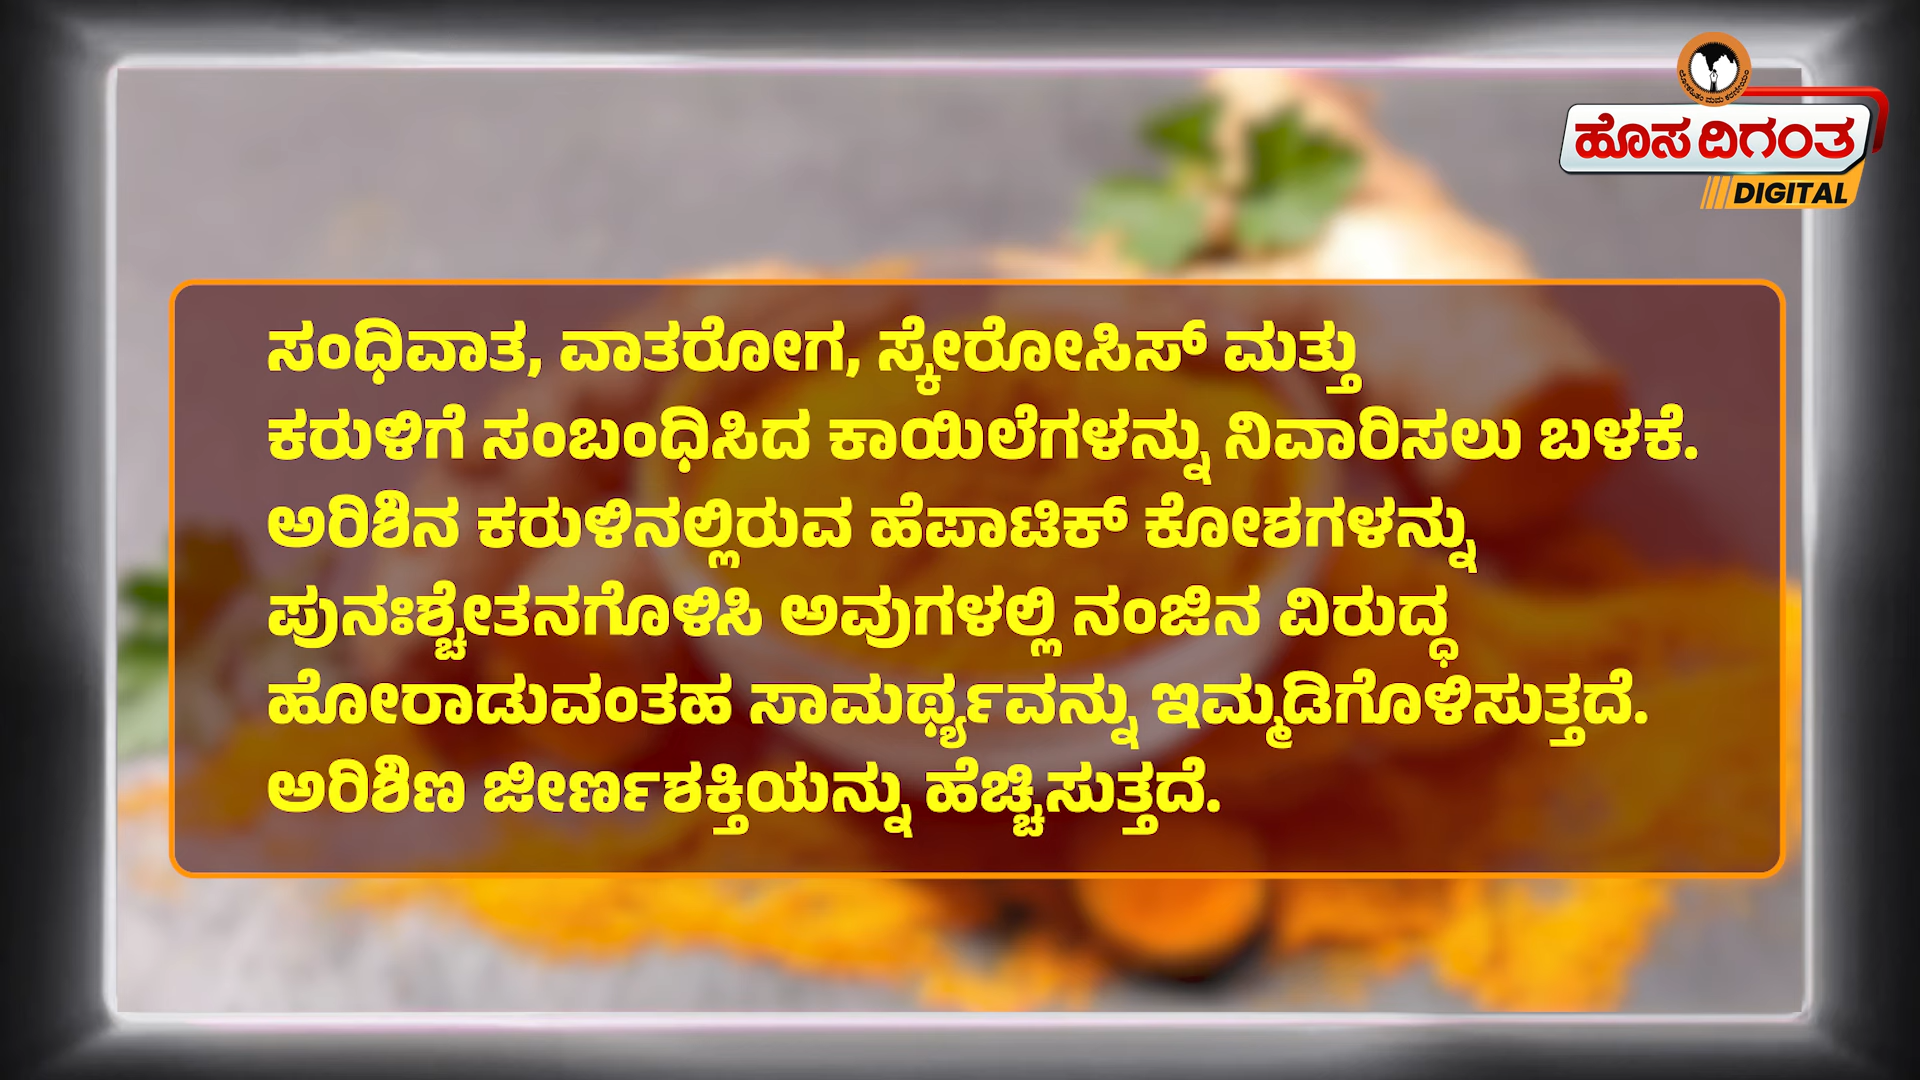 ಹೊಸ ದಿಗಂತ
DIGITAL
ಸಂಧಿವಾತ, ವಾತರೋಗ, ಸ್ಕೇರೋಸಿಸ್ ಮತ್ತು
ಕರುಳಿಗೆ ಸಂಬಂಧಿಸಿದ ಕಾಯಿಲೆಗಳನ್ನು ನಿವಾರಿಸಲು ಬಳಕೆ.
ಅರಿಶಿನ ಕರುಳಿನಲ್ಲಿರುವ ಹೆಪಾಟಿಕ್ ಕೋಶಗಳನ್ನು
ಪುನಃಶ್ಚೇತನಗೊಳಿಸಿ ಅವುಗಳಲ್ಲಿ ನಂಜಿನ ವಿರುದ್ಧ
ಹೋರಾಡುವಂತಹ ಸಾಮರ್ಥ್ಯವನ್ನು ಇಮ್ಮಡಿಗೊಳಿಸುತ್ತದೆ.
ಅರಿಶಿಣ ಜೀರ್ಣಶಕ್ತಿಯನ್ನು ಹೆಚ್ಚಿಸುತ್ತದೆ.